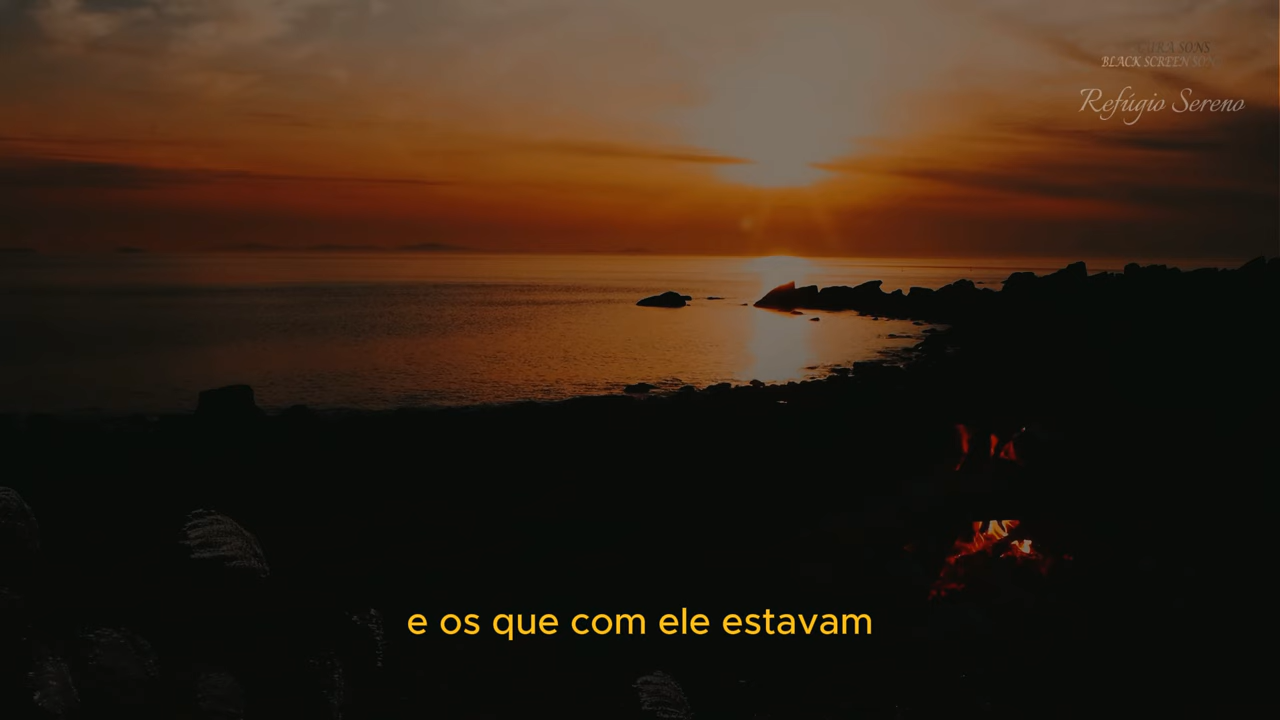 CURA SONS
BLACK SCREEN SONS
Refúgio Sereno
e os que com ele estavam